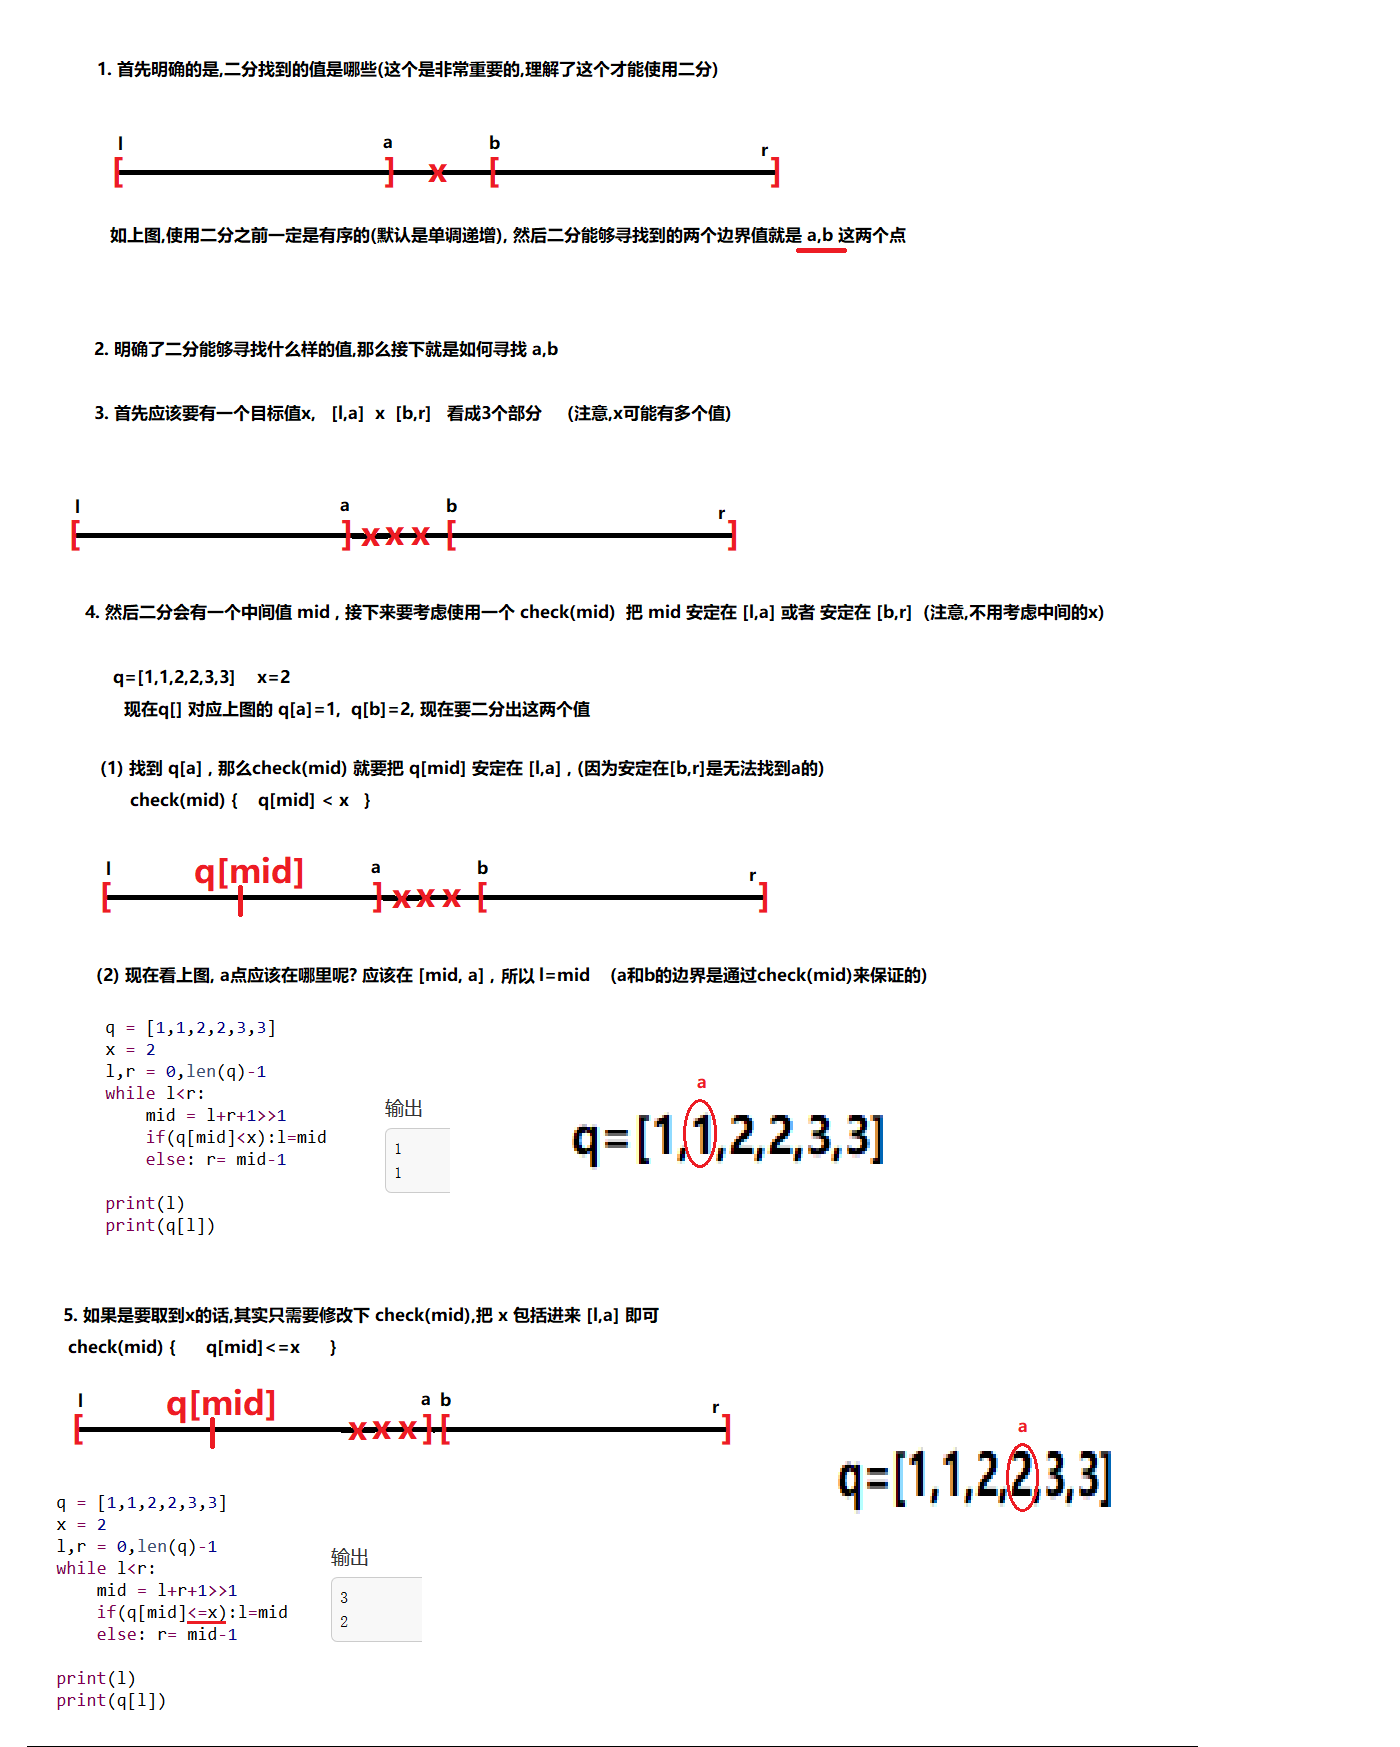 1. 首先明确的是,二分找到的值是哪些(这个是非常重要的,理解了这个才能使用二分)
l a b r
[ ] x [ ]
如上图,使用二分之前一定是有序的(默认是单调递增), 然后二分能够寻找到的两个边界值就是 a,b 这两个点
2. 明确了二分能够寻找什么样的值,那么接下就是如何寻找 a,b
3. 首先应该要有一个目标值x, [l,a] x [b,r] 看成3个部分 (注意,x可能有多个值)
l a b r
[ ] x x x [ ]
4. 然后二分会有一个中间值 mid , 接下来要考虑使用一个 check(mid) 把 mid 安定在 [l,a] 或者 安定在 [b,r] (注意,不用考虑中间的x)
q=[1,1,2,2,3,3] x=2
现在q[] 对应上图的 q[a]=1, q[b]=2, 现在要二分出这两个值
(1) 找到 q[a] , 那么check(mid) 就要把 q[mid] 安定在 [l,a] , (因为安定在[b,r]是无法找到a的)
check(mid) { q[mid] < x }
l q[mid] a b r
[ ] x x x [ ]
(2) 现在看上图, a点应该在哪里呢? 应该在 [mid, a] , 所以 l=mid (a和b的边界是通过check(mid)来保证的)
q = [1,1,2,2,3,3]
x = 2
l,r = 0,len(q)-1
while l<r:
mid = l+r+1>>1
if(q[mid]<x):l=mid
else: r= mid-1
print(l)
print(q[l])
输出
1
1
a
q=[1,1,2,2,3,3]
5. 如果是要取到x的话,其实只需要修改下 check(mid),把 x 包括进来 [l,a] 即可
check(mid) { q[mid]<=x }
l q[mid] a b r
[ x x x ] [ ]
a
q=[1,1,2,2,3,3]
q = [1,1,2,2,3,3]
x = 2
l,r = 0,len(q)-1
while l<r:
mid = l+r+1>>1
if(q[mid]<=x):l=mid
else: r= mid-1
print(l)
print(q[l])
输出
3
2